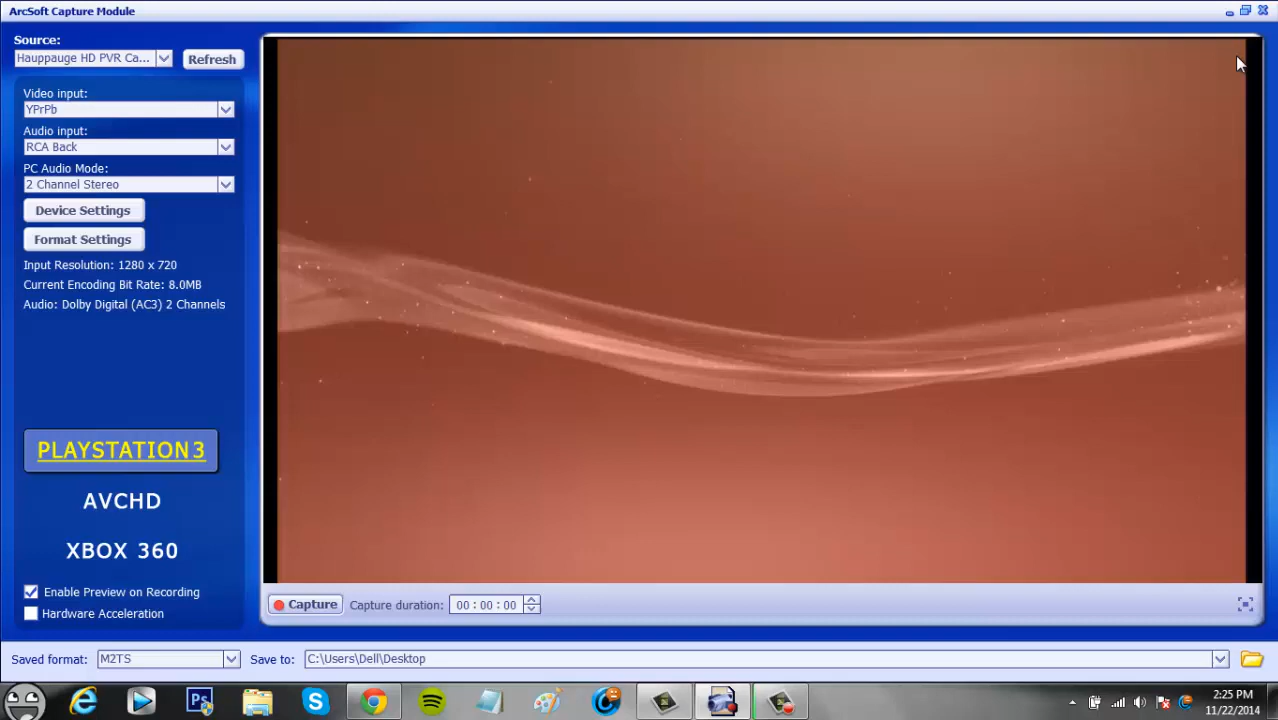 ArcSoft Capture Module
Source:
Hauppauge HD PVR Ca...
Refresh
Video input:
YPrPb
Audio input:
RCA Back
PC Audio Mode:
2 Channel Stereo
Device Settings
Format Settings
Input Resolution: 1280 x 720
Current Encoding Bit Rate: 8.0MB
Audio: Dolby Digital (AC3) 2 Channels
PLAYSTATION3
AVCHD
XBOX 360
Enable Preview on Recording
Hardware Acceleration
Capture
Capture duration: 00 : 00 : 00
Saved format: M2TS
Save to: C:\Users\Dell\Desktop
Ps
2:25 PM
11/22/2014